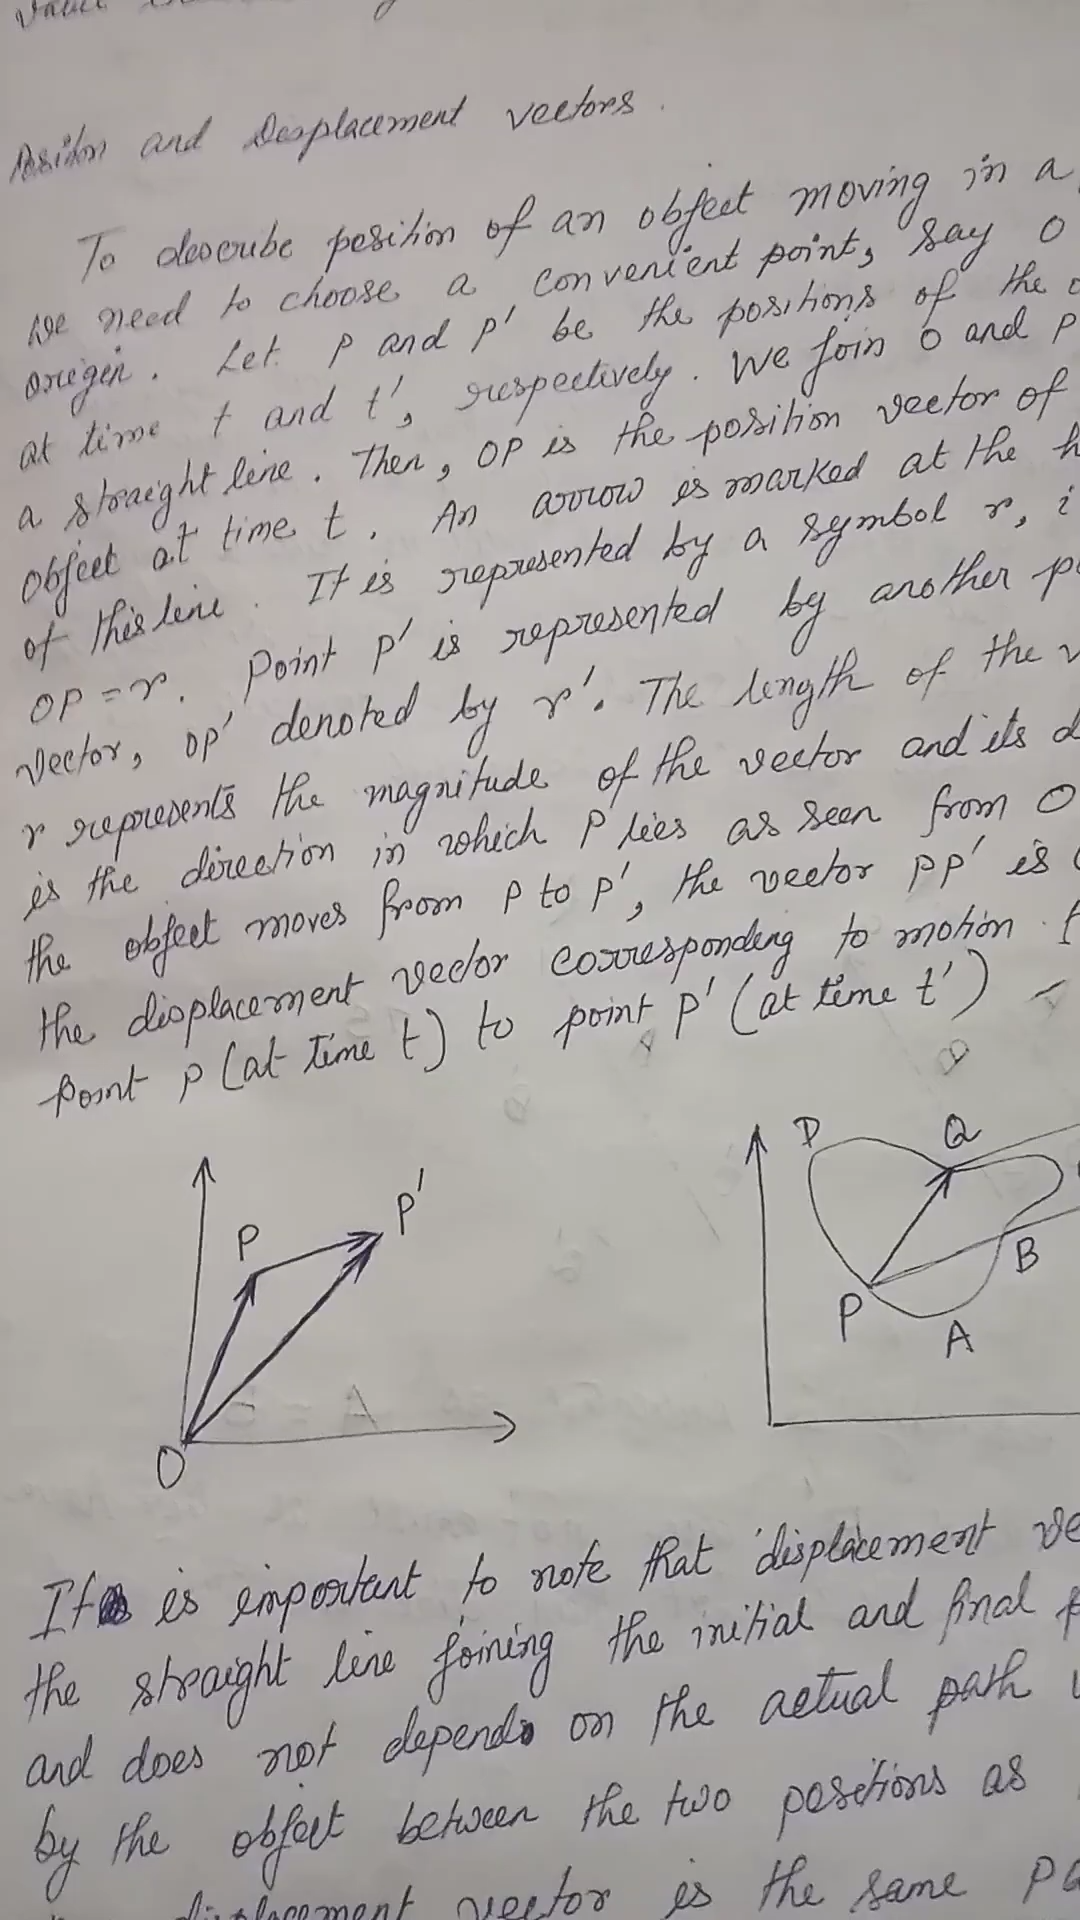 Position and Displacement vectors.
To describe position of an object moving in a
we need to choose a convenient point, say O
origin. Let P and P' be the positions of the
at time t and t', respectively. We join O and P
a straight line. Then, OP is the position vector of
object at time t. An arrow is marked at the h
of this line. It is represented by a symbol r, i
OP = r. Point P' is represented by another po
vector, OP' denoted by r'. The length of the v
r represents the magnitude of the vector and its d
is the direction in which P lies as seen from O
the object moves from P to P', the vector PP' is
the displacement vector corresponding to motion f
point P (at time t) to point P' (at time t')
P
P'
O
D
Q
B
P
A
It is important to note that displacement ve
the straight line joining the initial and final p
and does not depend on the actual path
by the object between the two positions as
displacement vector is the same PQ